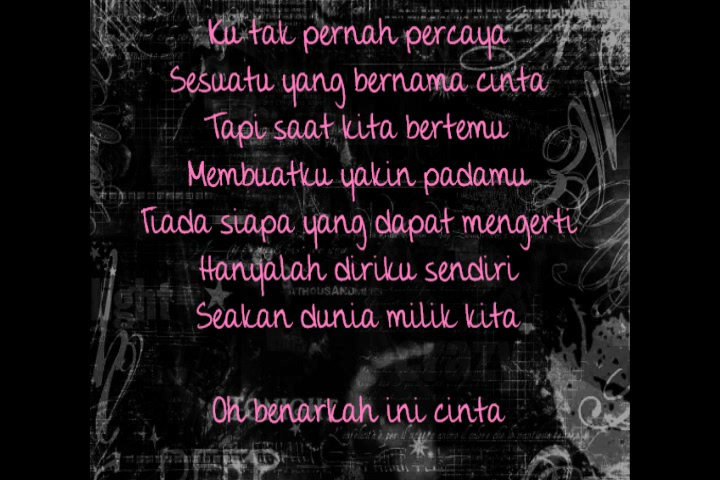 Ku tak pernah percaya
Sesuatu yang bernama cinta
Tapi saat kita bertemu
Membuatku yakin padamu
Tiada siapa yang dapat mengerti
Hanyalah diriku sendiri
Seakan dunia milik kita
Oh benarkah ini cinta